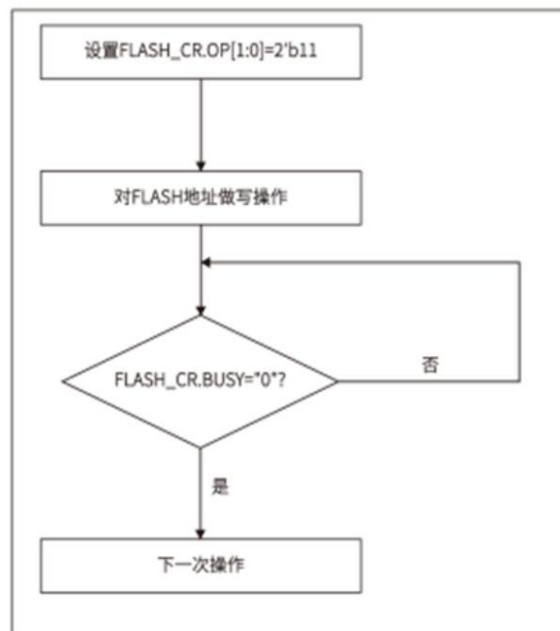 设置FLASH_CR.OP[1:0]=2'b11
对FLASH地址做写操作
FLASH_CR.BUSY="0"?
否
是
下一次操作